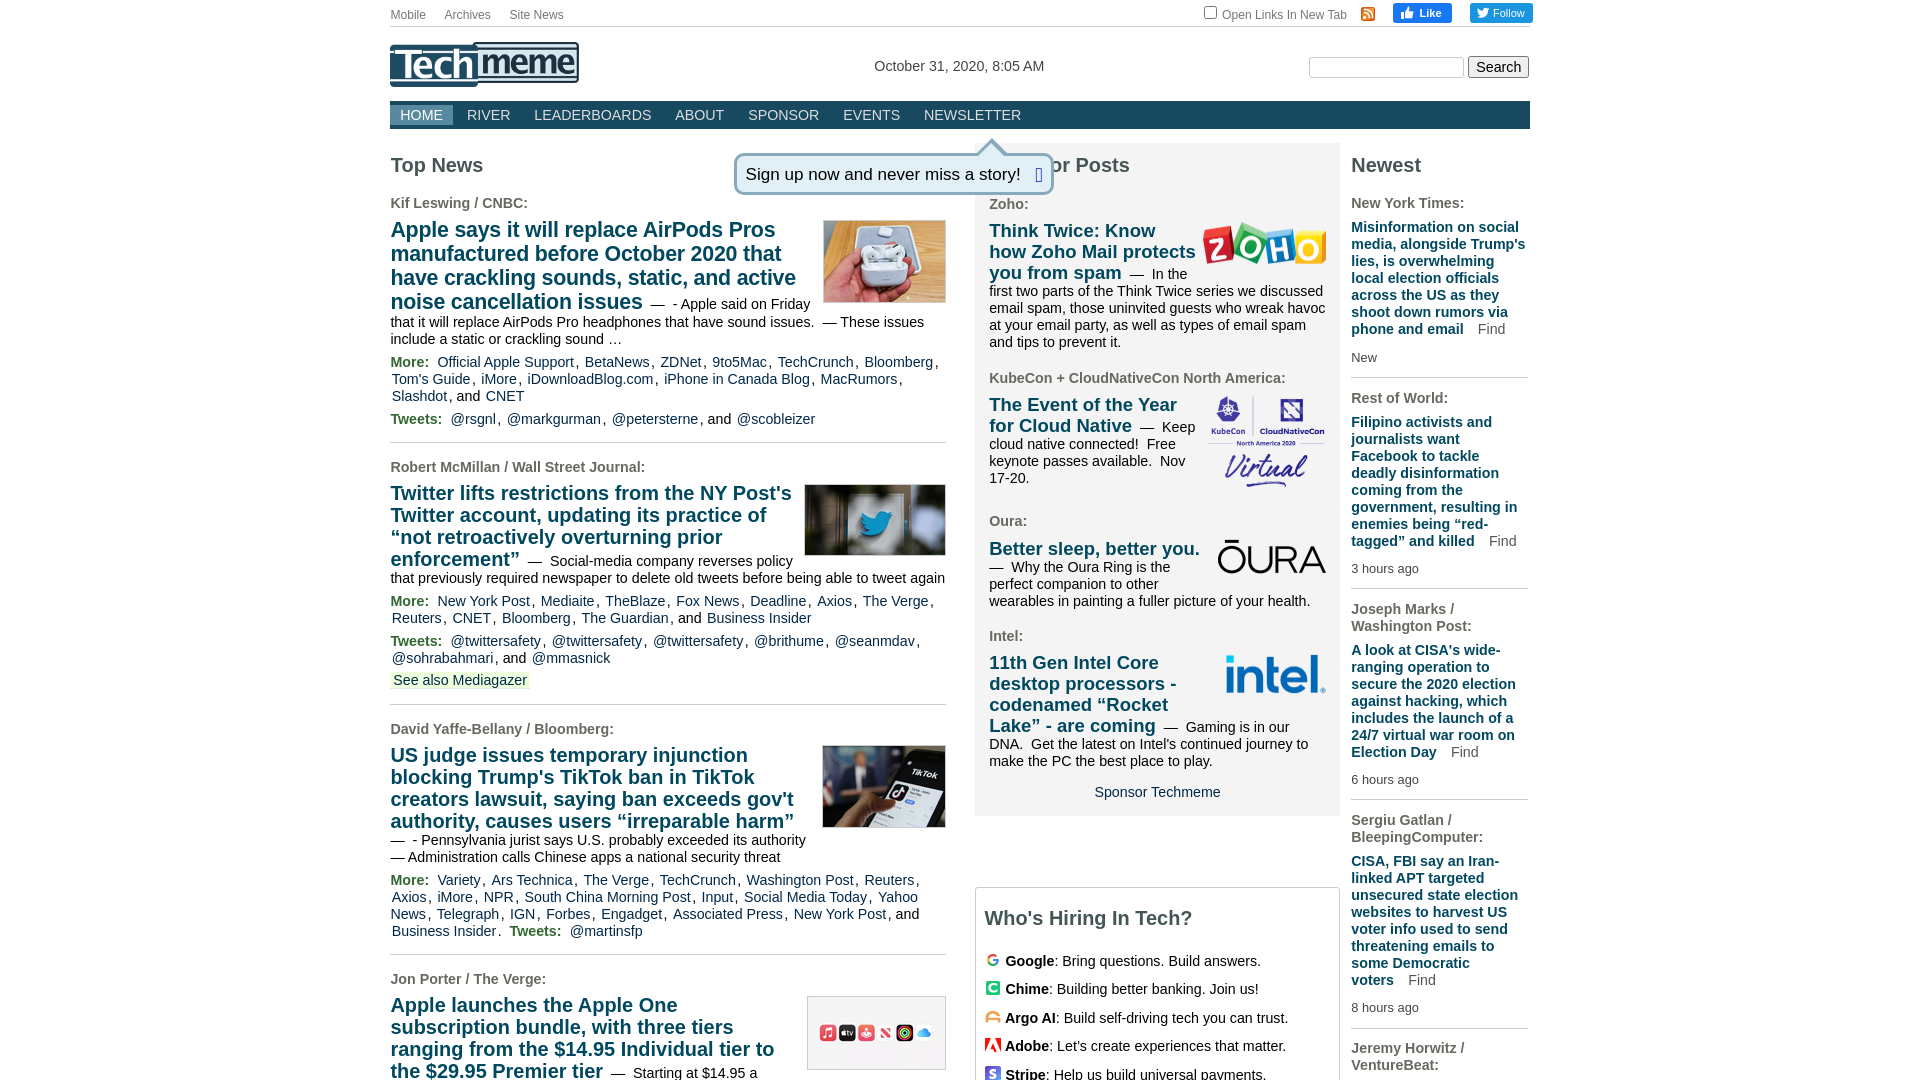 Mobile Archives Site News
Open Links In New Tab
Like
Follow
Techmeme
October 31, 2020, 8:05 AM
Search
HOME RIVER LEADERBOARDS ABOUT SPONSOR EVENTS NEWSLETTER
Sign up now and never miss a story!
Top News
Kif Leswing / CNBC:
Apple says it will replace AirPods Pros
manufactured before October 2020 that
have crackling sounds, static, and active
noise cancellation issues — - Apple said on Friday
that it will replace AirPods Pro headphones that have sound issues. — These issues
include a static or crackling sound …
More: Official Apple Support, BetaNews, ZDNet, 9to5Mac, TechCrunch, Bloomberg,
Tom's Guide, iMore, iDownloadBlog.com, iPhone in Canada Blog, MacRumors,
Slashdot, and CNET
Tweets: @rsgnl, @markgurman, @petersterne, and @scobleizer
Robert McMillan / Wall Street Journal:
Twitter lifts restrictions from the NY Post's
Twitter account, updating its practice of
“not retroactively overturning prior
enforcement” — Social-media company reverses policy
that previously required newspaper to delete old tweets before being able to tweet again
More: New York Post, Mediaite, TheBlaze, Fox News, Deadline, Axios, The Verge,
Reuters, CNET, Bloomberg, The Guardian, and Business Insider
Tweets: @twittersafety, @twittersafety, @twittersafety, @brithume, @seanmdav,
@sohrabahmari, and @mmasnick
See also Mediagazer
David Yaffe-Bellany / Bloomberg:
US judge issues temporary injunction
blocking Trump's TikTok ban in TikTok
creators lawsuit, saying ban exceeds gov't
authority, causes users “irreparable harm”
— - Pennsylvania jurist says U.S. probably exceeded its authority
— Administration calls Chinese apps a national security threat
TikTok
More: Variety, Ars Technica, The Verge, TechCrunch, Washington Post, Reuters,
Axios, iMore, NPR, South China Morning Post, Input, Social Media Today, Yahoo
News, Telegraph, IGN, Forbes, Engadget, Associated Press, New York Post, and
Business Insider. Tweets: @martinsfp
Jon Porter / The Verge:
Apple launches the Apple One
subscription bundle, with three tiers
ranging from the $14.95 Individual tier to
the $29.95 Premier tier — Starting at $14.95 a
tv
or Posts
Zoho:
Think Twice: Know
how Zoho Mail protects
you from spam — In the
first two parts of the Think Twice series we discussed
email spam, those uninvited guests who wreak havoc
at your email party, as well as types of email spam
and tips to prevent it.
ZOHO
KubeCon + CloudNativeCon North America:
The Event of the Year
for Cloud Native — Keep
cloud native connected! Free
keynote passes available. Nov
17-20.
KubeCon CloudNativeCon
North America 2020
Virtual
Oura:
Better sleep, better you.
— Why the Oura Ring is the
perfect companion to other
wearables in painting a fuller picture of your health.
ŌURA
Intel:
11th Gen Intel Core
desktop processors -
codenamed “Rocket
Lake” - are coming — Gaming is in our
DNA. Get the latest on Intel's continued journey to
make the PC the best place to play.
intel®
Sponsor Techmeme
Who's Hiring In Tech?
Google: Bring questions. Build answers.
Chime: Building better banking. Join us!
Argo AI: Build self-driving tech you can trust.
Adobe: Let’s create experiences that matter.
Stripe: Help us build universal payments.
Newest
New York Times:
Misinformation on social
media, alongside Trump's
lies, is overwhelming
local election officials
across the US as they
shoot down rumors via
phone and email Find
New
Rest of World:
Filipino activists and
journalists want
Facebook to tackle
deadly disinformation
coming from the
government, resulting in
enemies being “red-
tagged” and killed Find
3 hours ago
Joseph Marks /
Washington Post:
A look at CISA's wide-
ranging operation to
secure the 2020 election
against hacking, which
includes the launch of a
24/7 virtual war room on
Election Day Find
6 hours ago
Sergiu Gatlan /
BleepingComputer:
CISA, FBI say an Iran-
linked APT targeted
unsecured state election
websites to harvest US
voter info used to send
threatening emails to
some Democratic
voters Find
8 hours ago
Jeremy Horwitz /
VentureBeat: